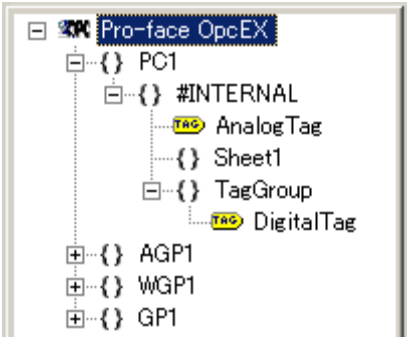 Pro-face OpcEX
PC1
#INTERNAL
TAG AnalogTag
Sheet1
TagGroup
TAG DigitalTag
AGP1
WGP1
GP1